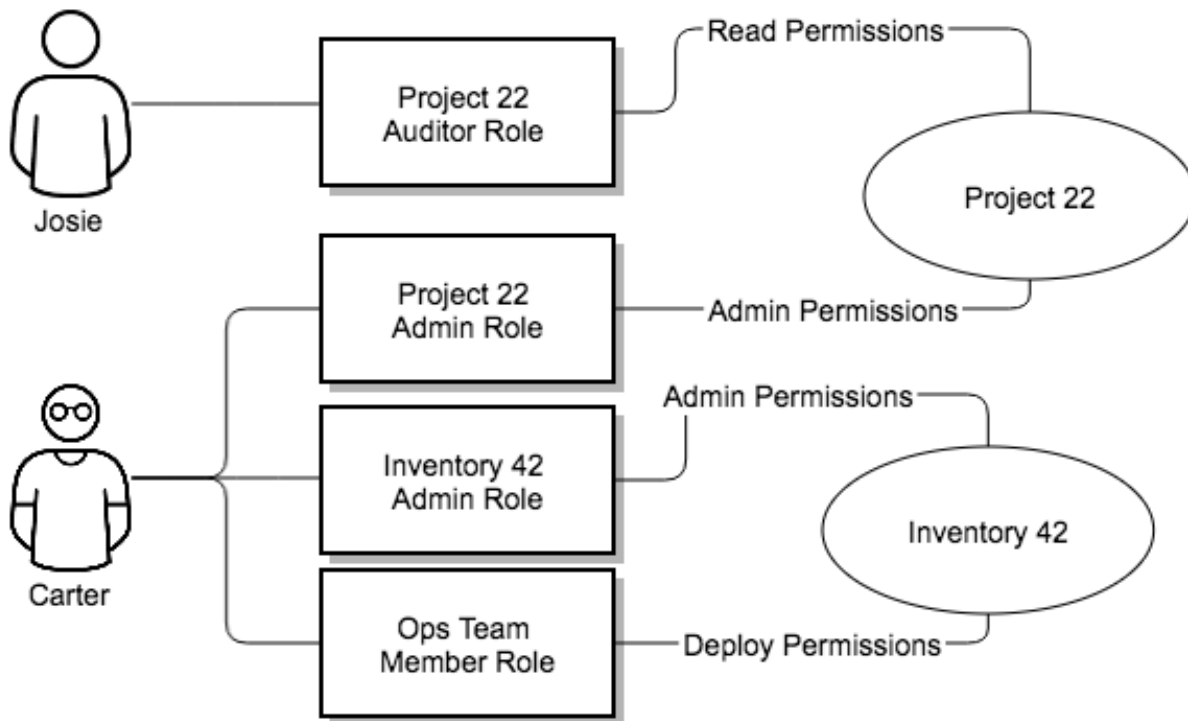 Read Permissions
Project 22
Auditor Role
Project 22
Josie
Project 22
Admin Role
Admin Permissions
Admin Permissions
Inventory 42
Admin Role
Inventory 42
Carter
Ops Team
Member Role
Deploy Permissions